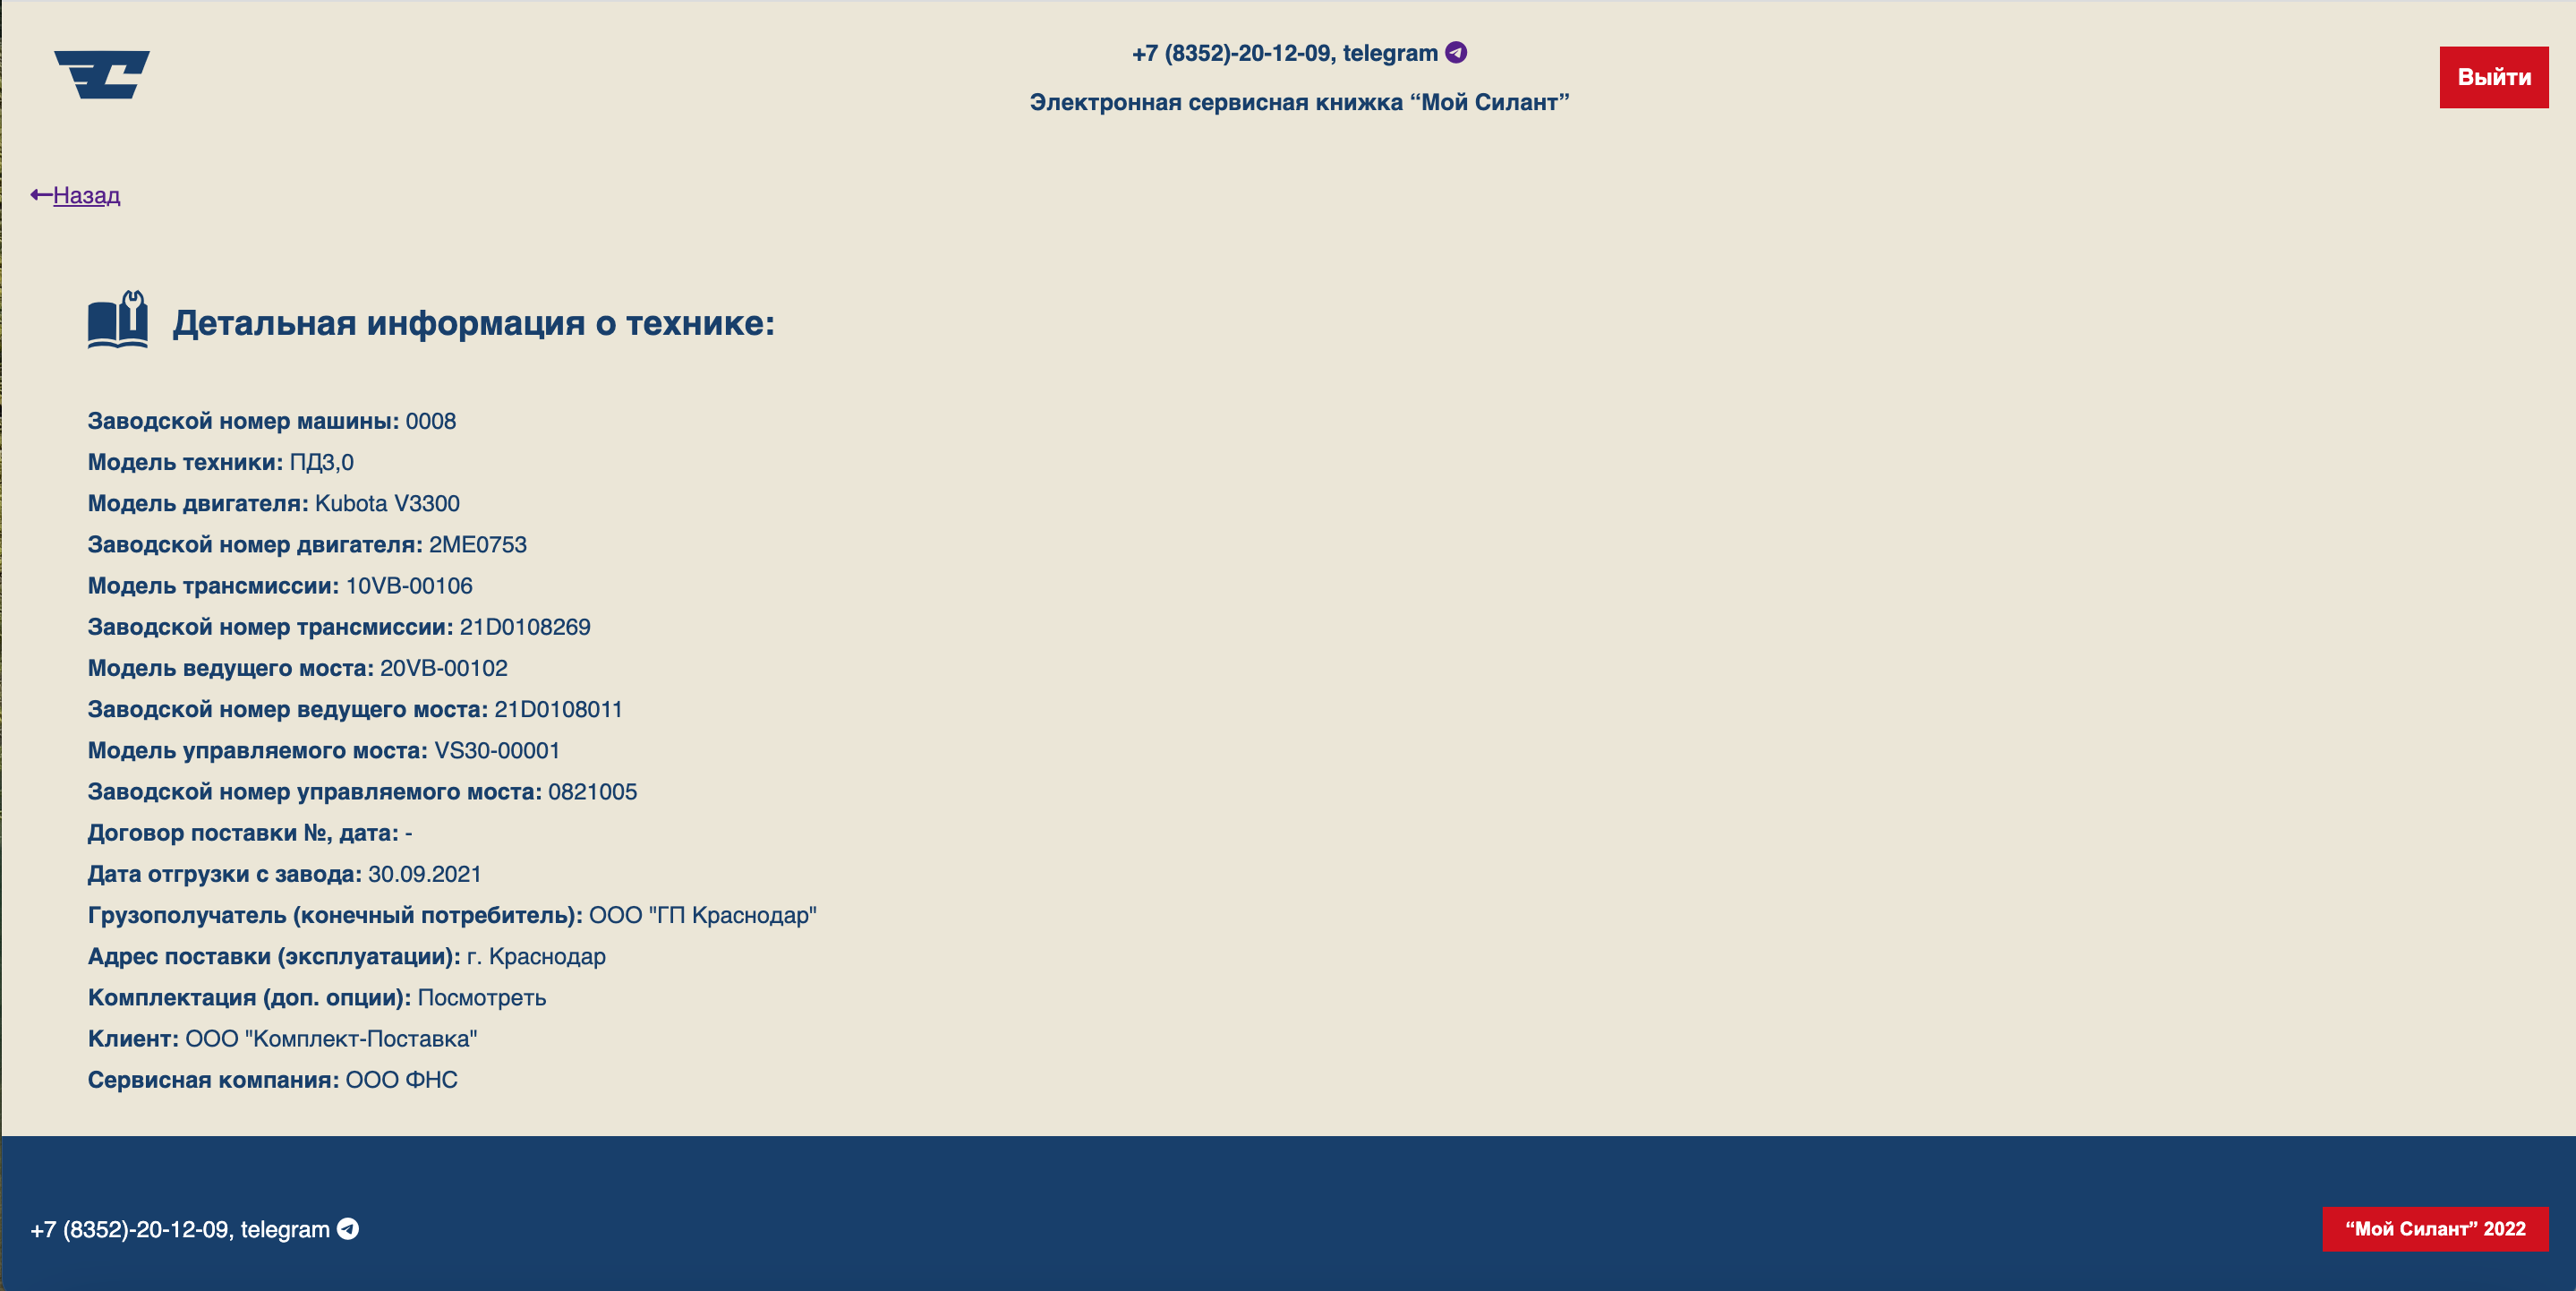 +7 (8352)-20-12-09, telegram
Электронная сервисная книжка “Мой Силант”
Выйти
Назад
Детальная информация о технике:
Заводской номер машины: 0008
Модель техники: ПД3,0
Модель двигателя: Kubota V3300
Заводской номер двигателя: 2ME0753
Модель трансмиссии: 10VB-00106
Заводской номер трансмиссии: 21D0108269
Модель ведущего моста: 20VB-00102
Заводской номер ведущего моста: 21D0108011
Модель управляемого моста: VS30-00001
Заводской номер управляемого моста: 0821005
Договор поставки №, дата: -
Дата отгрузки с завода: 30.09.2021
Грузополучатель (конечный потребитель): ООО "ГП Краснодар"
Адрес поставки (эксплуатации): г. Краснодар
Комплектация (доп. опции): Посмотреть
Клиент: ООО "Комплект-Поставка"
Сервисная компания: ООО ФНС
+7 (8352)-20-12-09, telegram
“Мой Силант” 2022